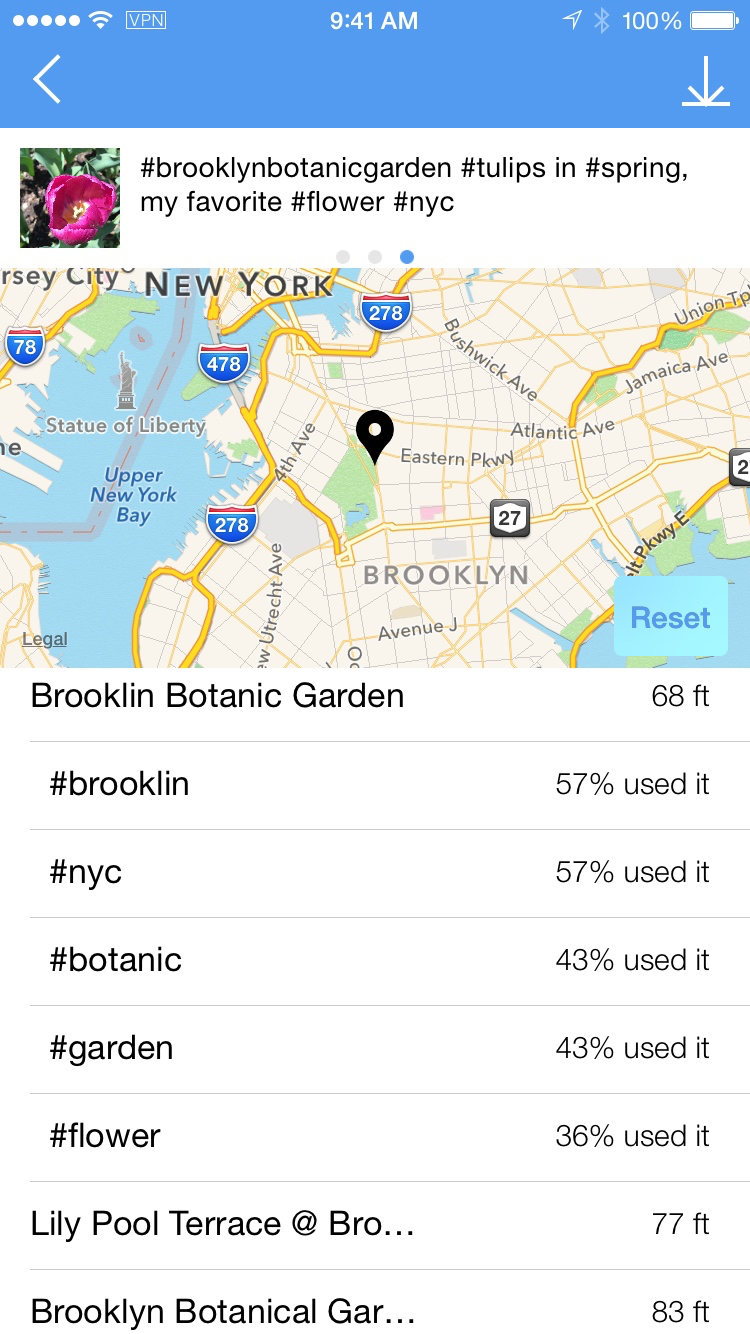 VPN 9:41 AM 100%
#brooklynbotanicgarden #tulips in #spring,
my favorite #flower #nyc
rsey City
NEW YORK
278
Union Tp
78
478
Bushwick Ave
Jamaica Ave
Statue of Liberty
4th Ave
Atlantic Ave
Eastern Pkwy
Upper
New York
Bay
278
27
2
BROOKLYN
lt Pkwy E
w Utrecht Ave
Reset
Legal
Avenue J
Brooklin Botanic Garden 68 ft
#brooklin 57% used it
#nyc 57% used it
#botanic 43% used it
#garden 43% used it
#flower 36% used it
Lily Pool Terrace @ Bro… 77 ft
Brooklyn Botanical Gar… 83 ft